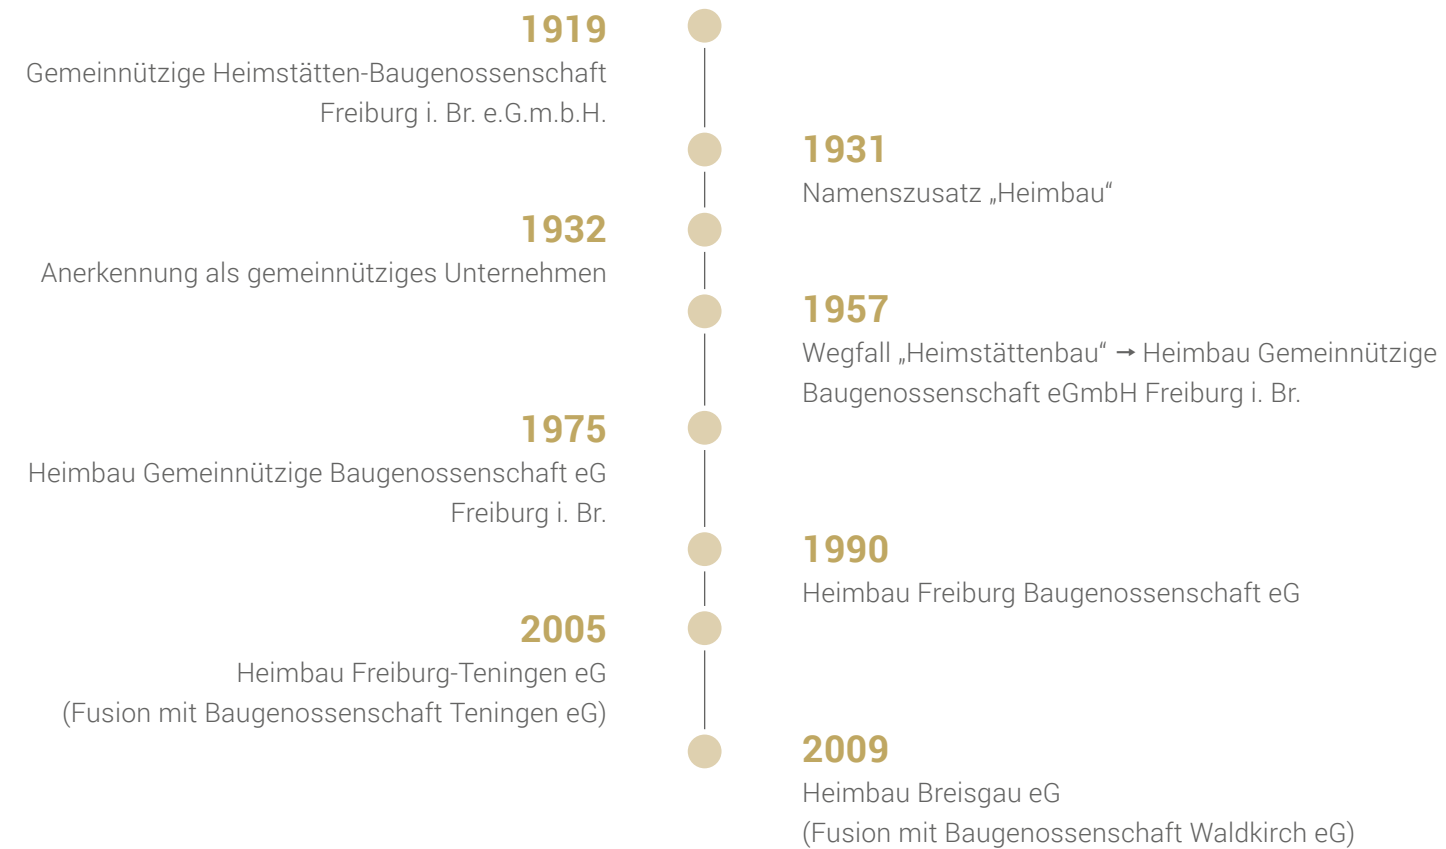 1919
Gemeinnützige Heimstätten-Baugenossenschaft
Freiburg i. Br. e.G.m.b.H.
1931
Namenszusatz „Heimbau“
1932
Anerkennung als gemeinnütziges Unternehmen
1957
Wegfall „Heimstättenbau“ → Heimbau Gemeinnützige
Baugenossenschaft eGmbH Freiburg i. Br.
1975
Heimbau Gemeinnützige Baugenossenschaft eG
Freiburg i. Br.
1990
Heimbau Freiburg Baugenossenschaft eG
2005
Heimbau Freiburg-Teningen eG
(Fusion mit Baugenossenschaft Teningen eG)
2009
Heimbau Breisgau eG
(Fusion mit Baugenossenschaft Waldkirch eG)